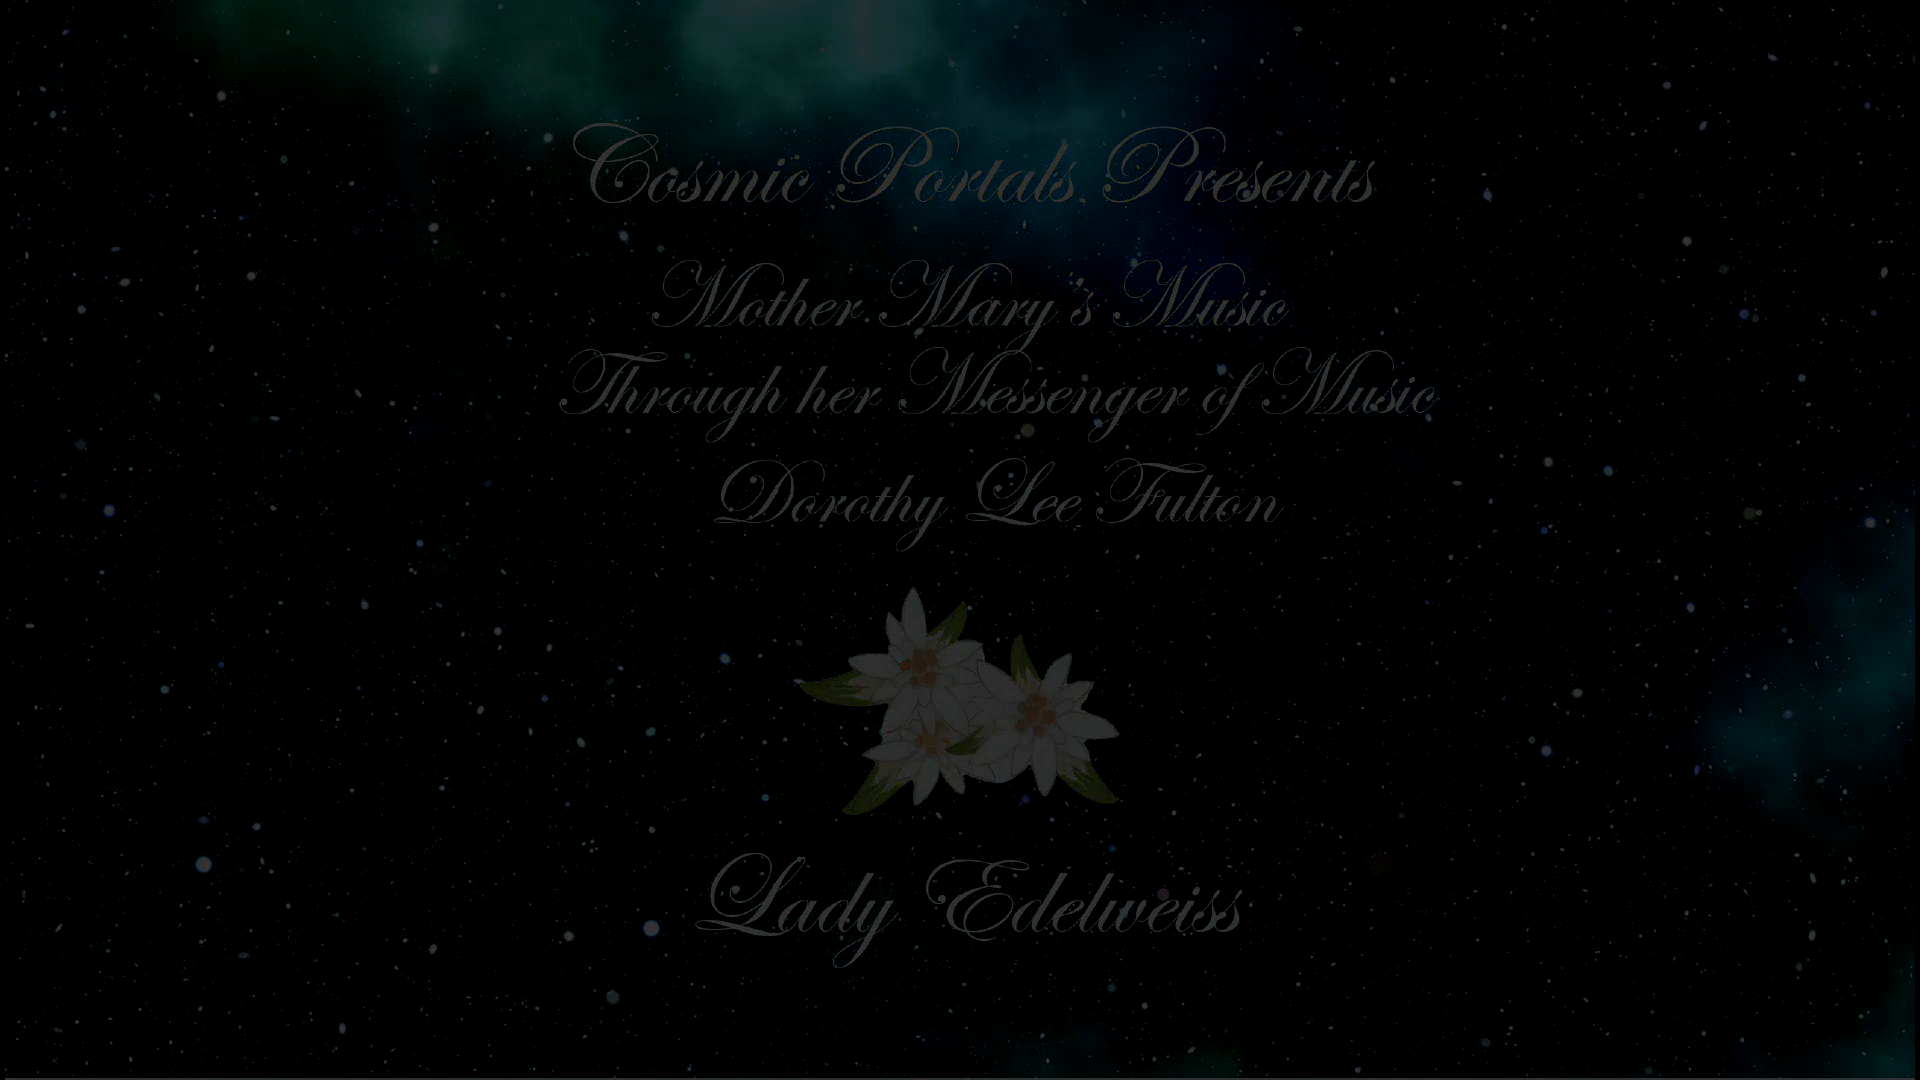 Cosmic Portals Presents
Mother Mary's Music
Through her Messenger of Music
Dorothy Lee Fulton
Lady Edelweiss